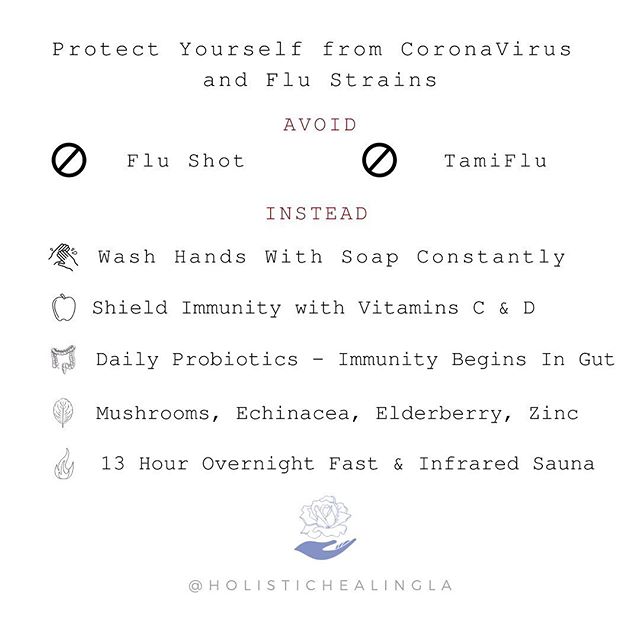 Protect Yourself from CoronaVirus
and Flu Strains
AVOID
Flu Shot TamiFlu
INSTEAD
Wash Hands With Soap Constantly
Shield Immunity with Vitamins C & D
Daily Probiotics – Immunity Begins In Gut
Mushrooms, Echinacea, Elderberry, Zinc
13 Hour Overnight Fast & Infrared Sauna
@HOLISTICHEALINGLA